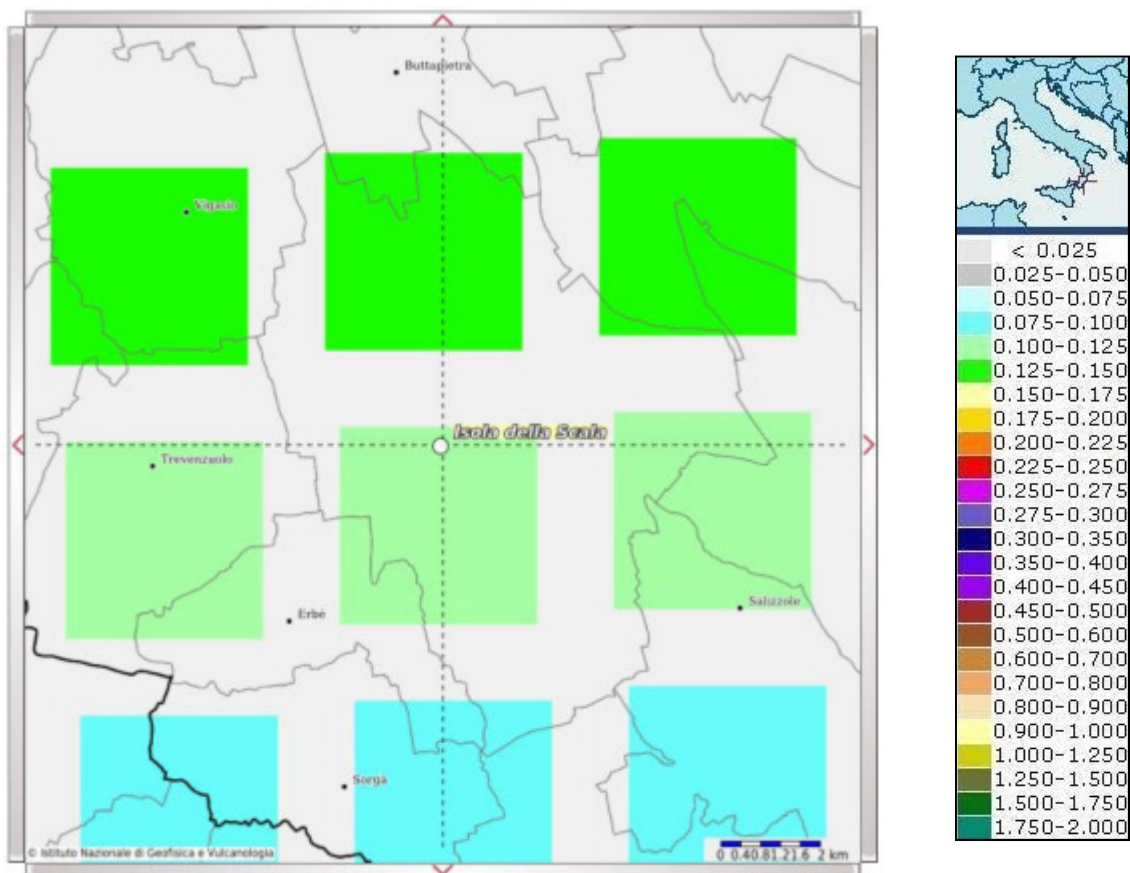 Buttapietra
Vigasio
Isola della Scala
Trevenzuolo
Erbè
Salizzole
Sorgà
© Istituto Nazionale di Geofisica e Vulcanologia
0 0.40.81.21.6 2 km
< 0.025
0.025-0.050
0.050-0.075
0.075-0.100
0.100-0.125
0.125-0.150
0.150-0.175
0.175-0.200
0.200-0.225
0.225-0.250
0.250-0.275
0.275-0.300
0.300-0.350
0.350-0.400
0.400-0.450
0.450-0.500
0.500-0.600
0.600-0.700
0.700-0.800
0.800-0.900
0.900-1.000
1.000-1.250
1.250-1.500
1.500-1.750
1.750-2.000